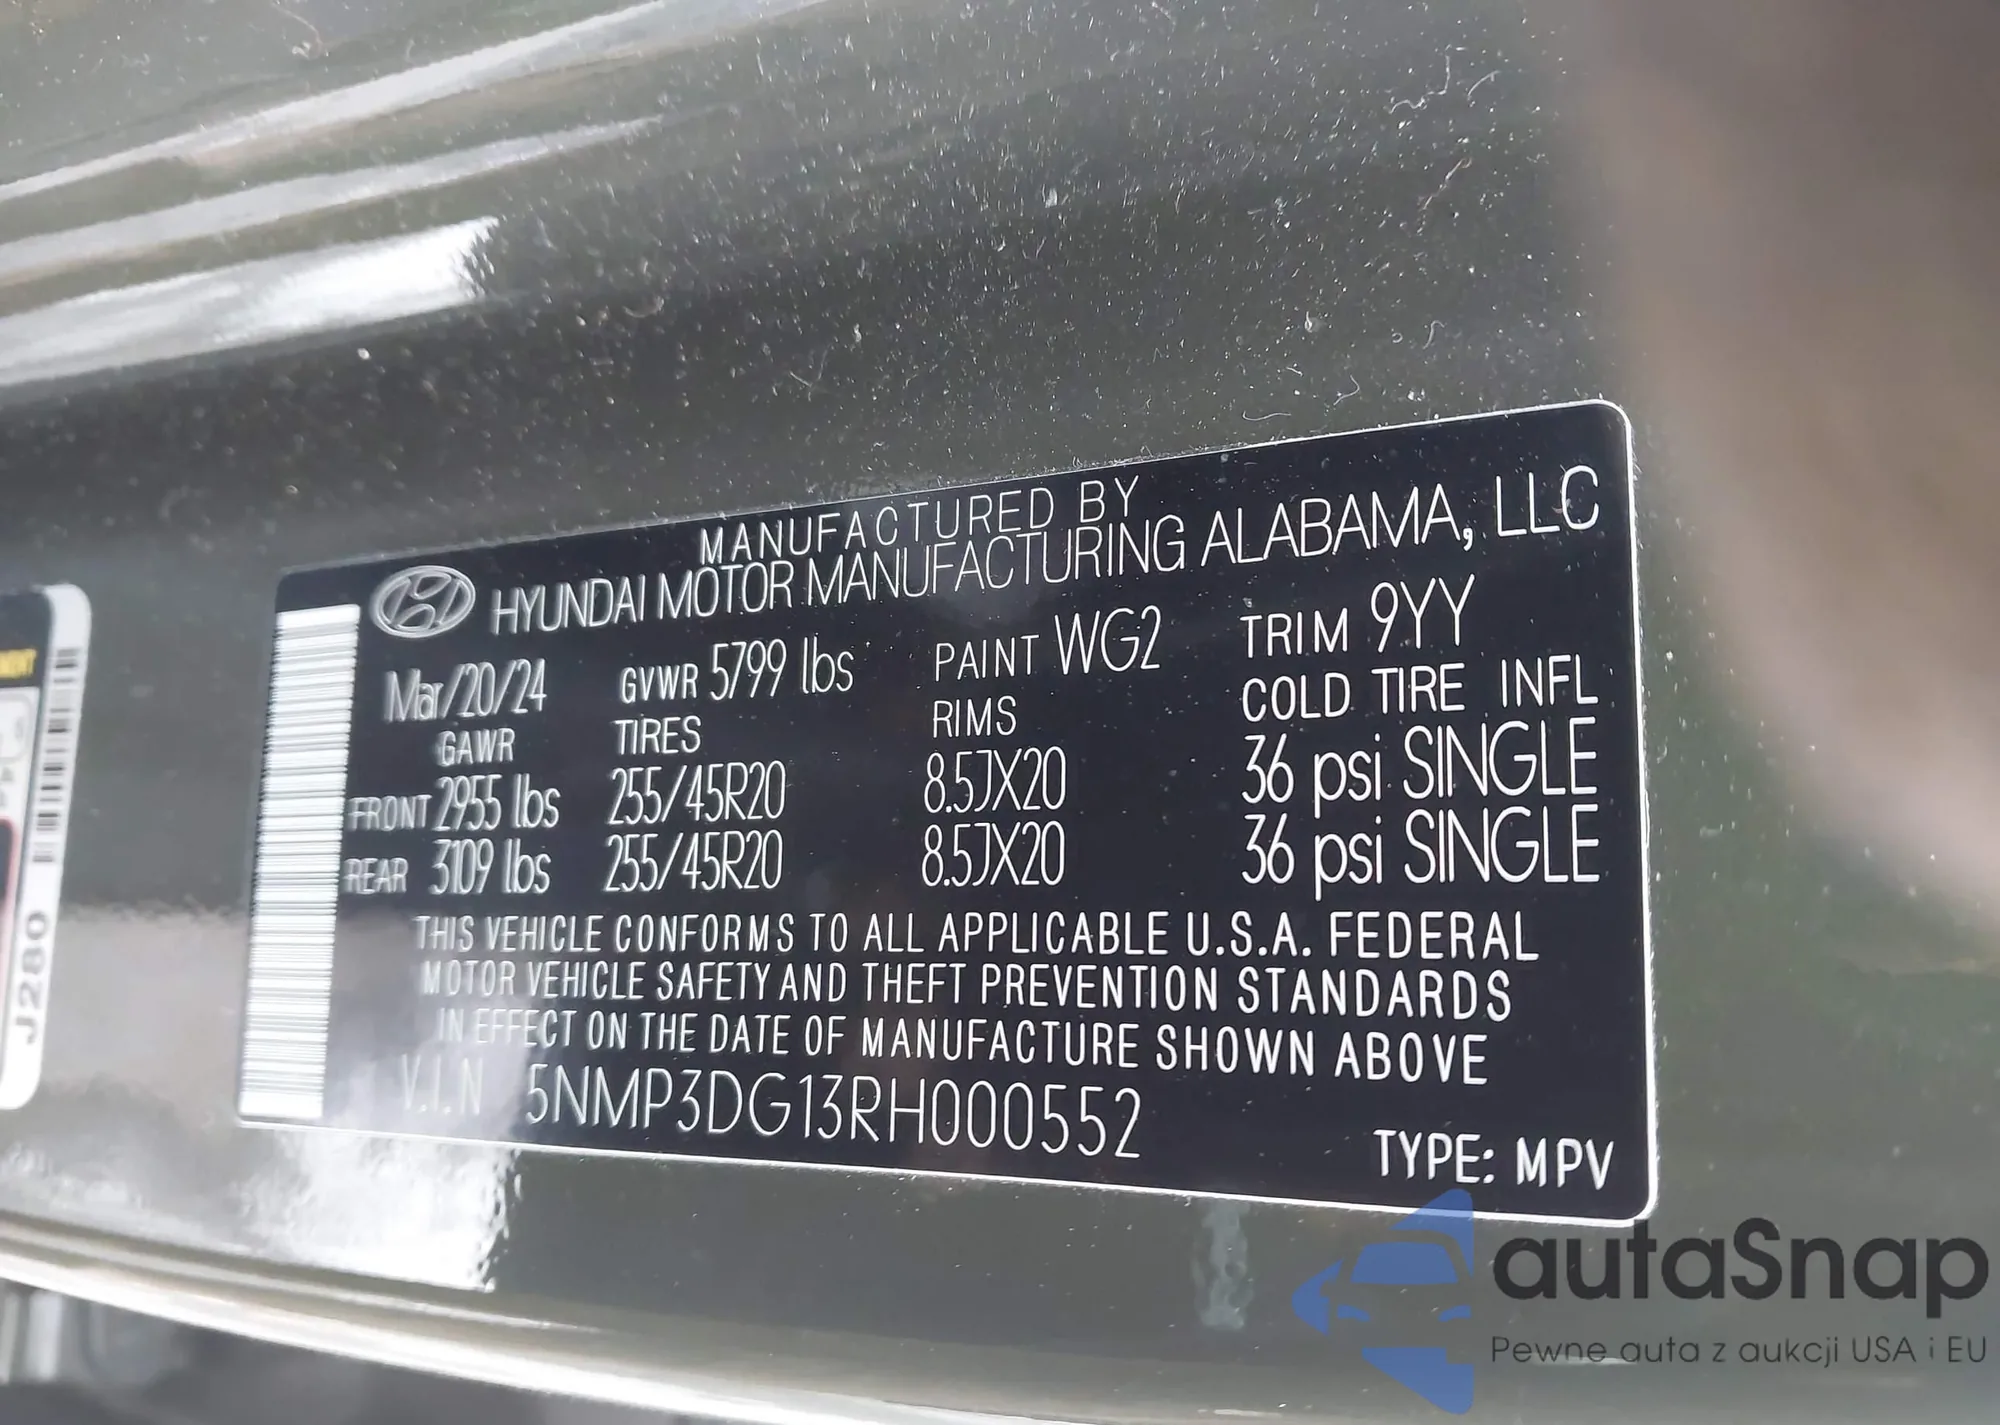 MANUFACTURED BY
HYUNDAI MOTOR MANUFACTURING ALABAMA, LLC
Mar/20/24 GVWR 5799 lbs PAINT WG2 TRIM 9YY
GAWR TIRES RIMS COLD TIRE INFL
FRONT 2955 lbs 255/45R20 8.5JX20 36 psi SINGLE
REAR 3109 lbs 255/45R20 8.5JX20 36 psi SINGLE
THIS VEHICLE CONFORMS TO ALL APPLICABLE U.S.A. FEDERAL
MOTOR VEHICLE SAFETY AND THEFT PREVENTION STANDARDS
IN EFFECT ON THE DATE OF MANUFACTURE SHOWN ABOVE
V.I.N 5NMP3DG13RH000552
TYPE: MPV
J280
autaSnap
Pewne auta z aukcji USA i EU